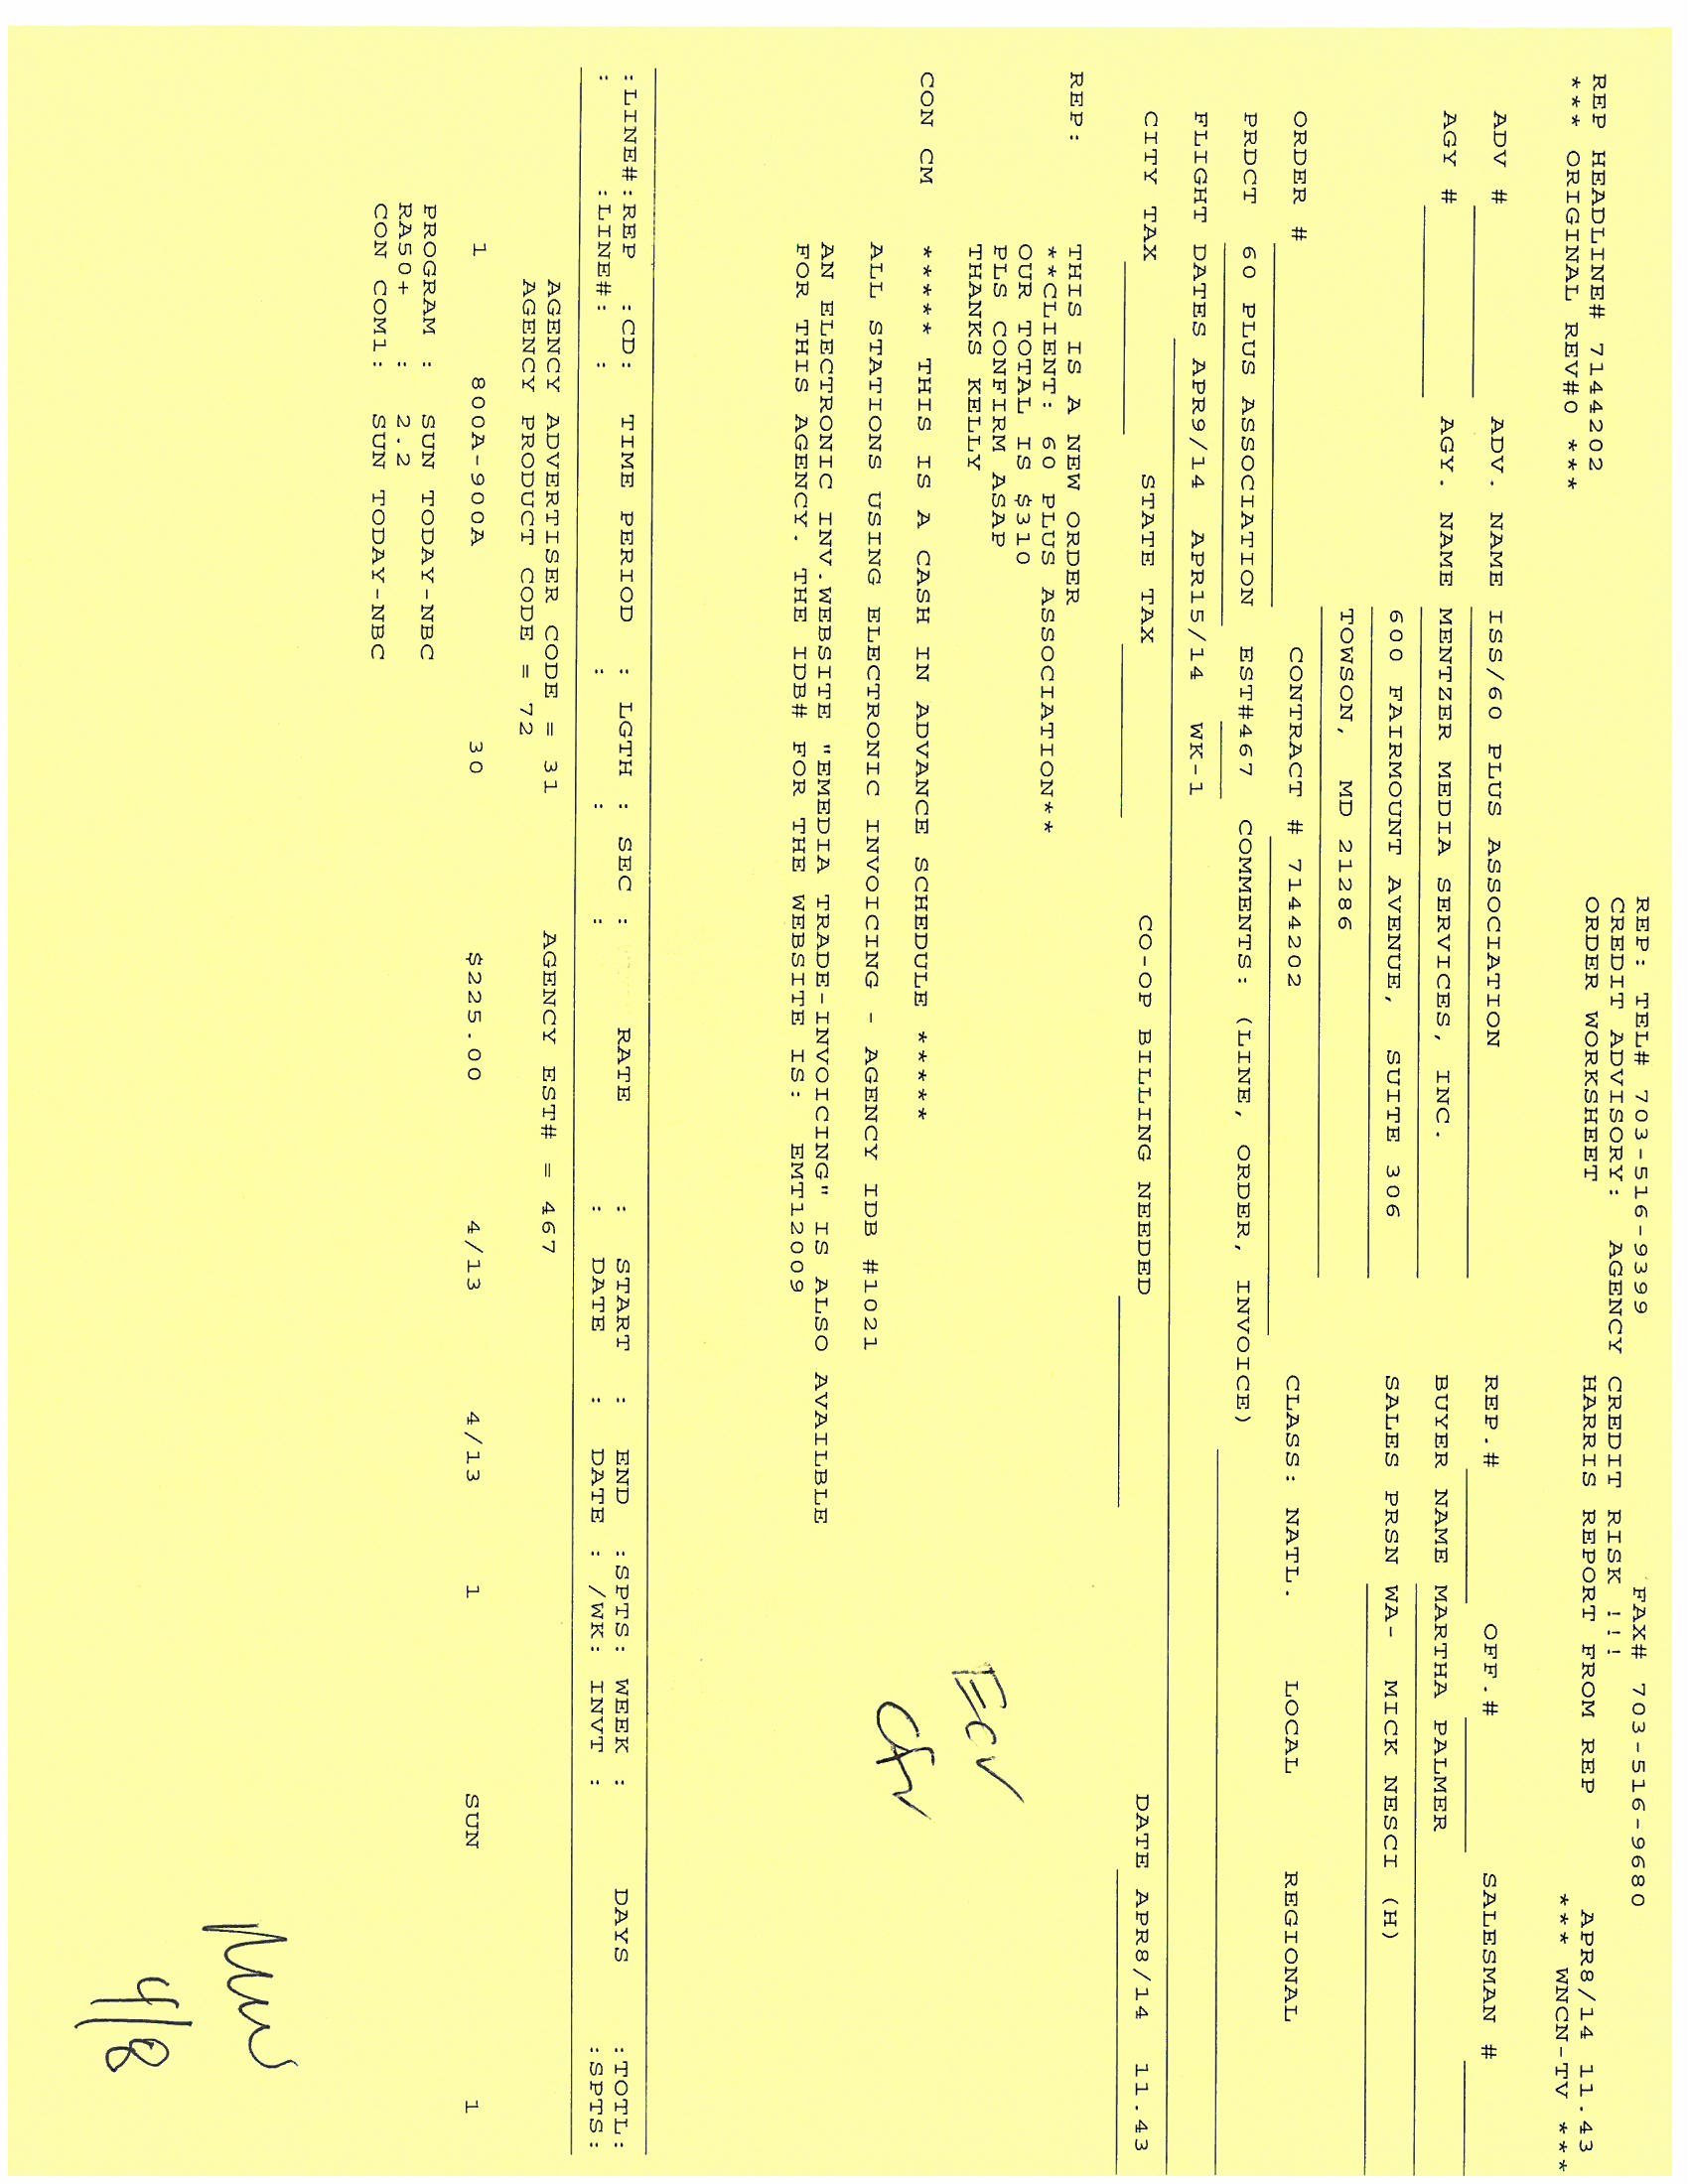 REP: TEL# 703-516-9399 FAX# 703-516-9680
CREDIT ADVISORY: AGENCY CREDIT RISK !!!
ORDER WORKSHEET HARRIS REPORT FROM REP APR8/14 11.43
REP HEADLINE# 7144202 *** WNCN-TV ***
*** ORIGINAL REV#0 ***
ADV # ADV. NAME ISS/60 PLUS ASSOCIATION REP.# OFF.# SALESMAN #
AGY # AGY. NAME MENTZER MEDIA SERVICES, INC. BUYER NAME MARTHA PALMER
600 FAIRMOUNT AVENUE, SUITE 306 SALES PRSN WA- MICK NESCI (H)
TOWSON, MD 21286
ORDER # CONTRACT # 7144202 CLASS: NATL. LOCAL REGIONAL
PRDCT 60 PLUS ASSOCIATION EST#467 COMMENTS: (LINE, ORDER, INVOICE)
FLIGHT DATES APR9/14 APR15/14 WK-1
CITY TAX STATE TAX CO-OP BILLING NEEDED DATE APR8/14 11.43
REP: THIS IS A NEW ORDER
**CLIENT: 60 PLUS ASSOCIATION**
OUR TOTAL IS $310
PLS CONFIRM ASAP
THANKS KELLY
CON CM ***** THIS IS A CASH IN ADVANCE SCHEDULE *****
ALL STATIONS USING ELECTRONIC INVOICING - AGENCY IDB #1021
AN ELECTRONIC INV.WEBSITE "EMEDIA TRADE-INVOICING" IS ALSO AVAILBLE
FOR THIS AGENCY. THE IDB# FOR THE WEBSITE IS: EMT12009
:LINE#:REP :CD: TIME PERIOD : LGTH : SEC : RATE : START : END :SPTS: WEEK : DAYS :TOTL:
: :LINE#: : : : : : DATE : DATE : /WK: INVT : :SPTS:
AGENCY ADVERTISER CODE = 31 AGENCY EST# = 467
AGENCY PRODUCT CODE = 72
1 800A-900A 30 $225.00 4/13 4/13 1 SUN 1
PROGRAM : SUN TODAY-NBC
RA50+ : 2.2
CON COM1: SUN TODAY-NBC
4/8